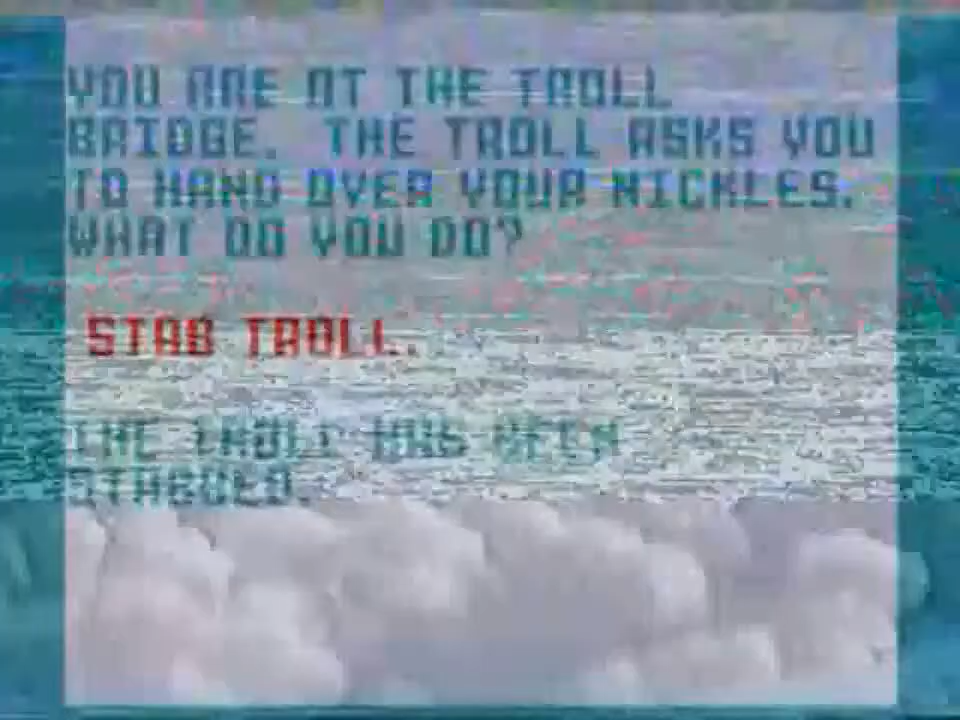 YOU ARE AT THE TROLL
BRIDGE. THE TROLL ASKS YOU
TO HAND OVER YOUR NICKLES.
WHAT DO YOU DO?
STAB TROLL.
THE TROLL HAS BEEN
STABBED.